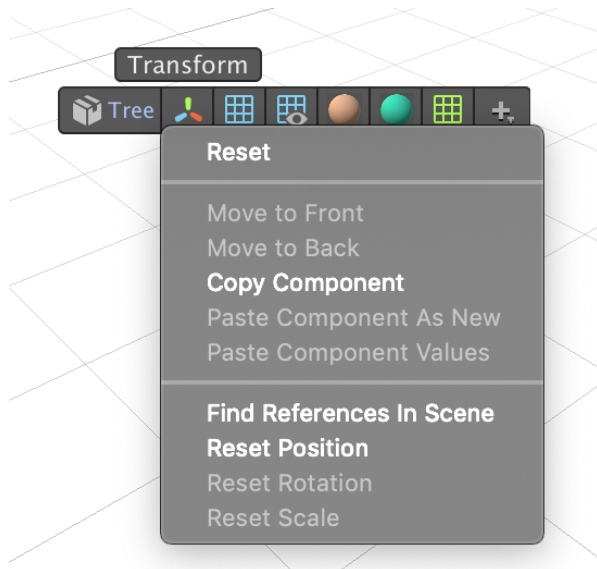 Transform
Tree
Reset
Move to Front
Move to Back
Copy Component
Paste Component As New
Paste Component Values
Find References In Scene
Reset Position
Reset Rotation
Reset Scale